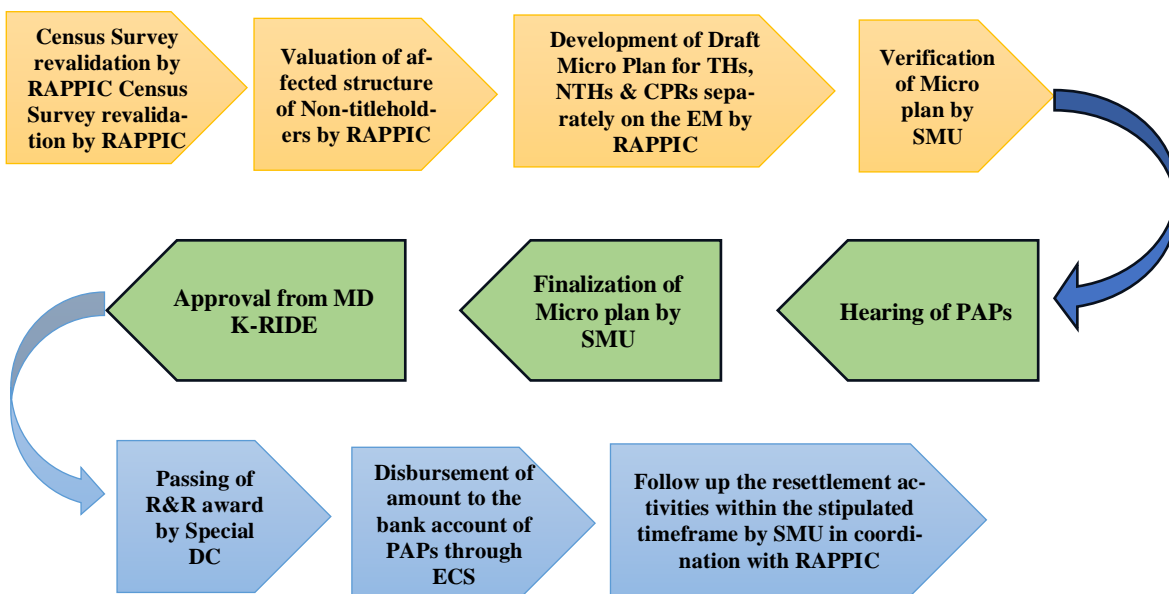 Census Survey
revalidation by
RAPPIC Census
Survey revalida-
tion by RAPPIC
Valuation of af-
fected structure
of Non-titlehold-
ers by RAPPIC
Development of Draft
Micro Plan for THs,
NTHs & CPRs sepa-
rately on the EM by
RAPPIC
Verification
of Micro
plan by
SMU
Hearing of PAPs
Finalization of
Micro plan by
SMU
Approval from MD
K-RIDE
Passing of
R&R award
by Special
DC
Disbursement of
amount to the
bank account of
PAPs through
ECS
Follow up the resettlement ac-
tivities within the stipulated
timeframe by SMU in coordi-
nation with RAPPIC